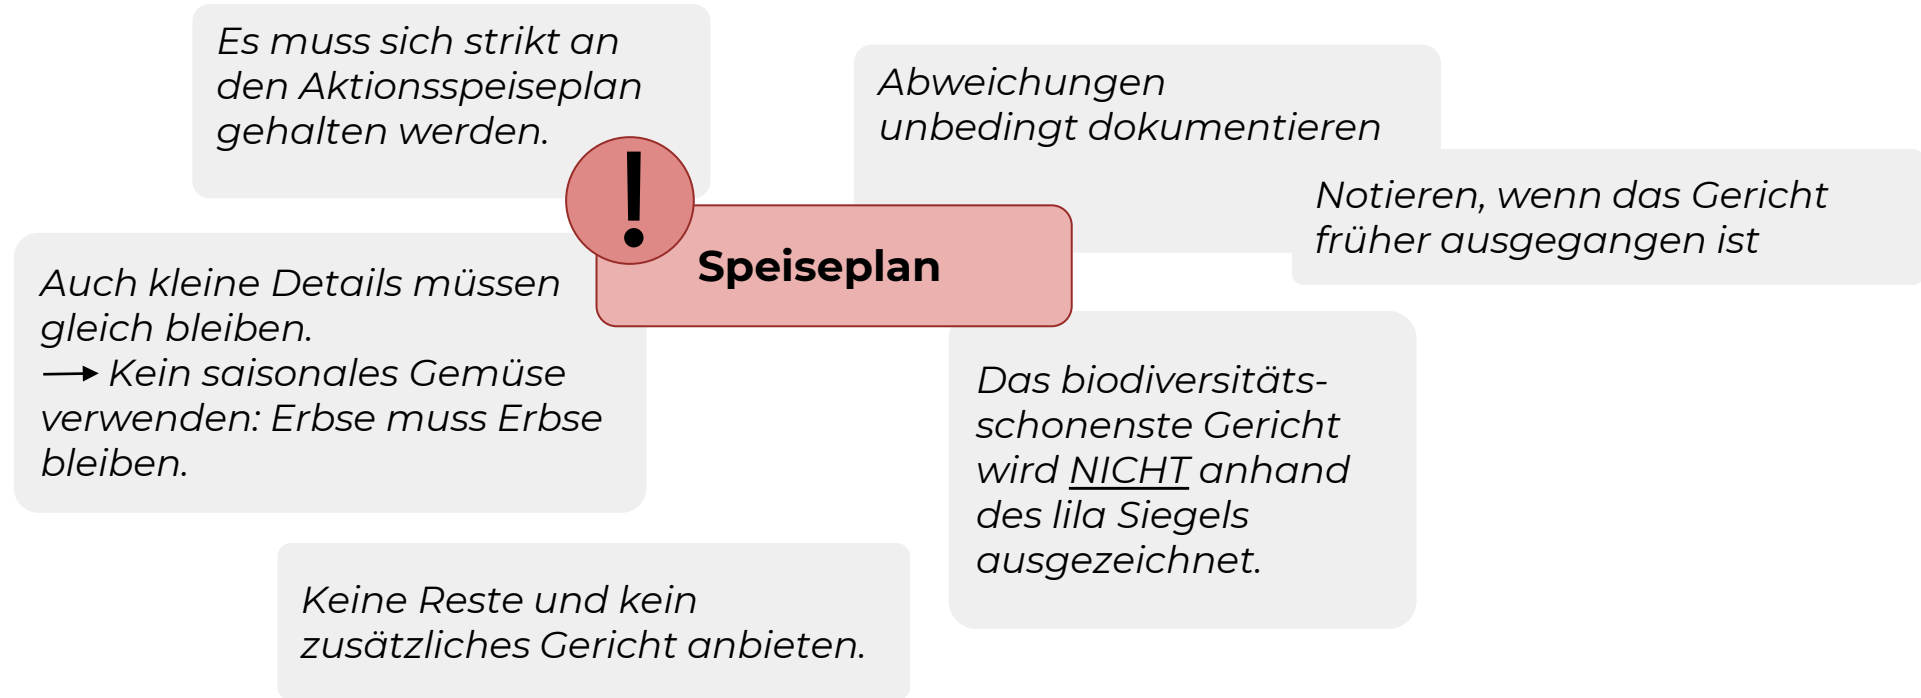 Es muss sich strikt an
den Aktionsspeiseplan
gehalten werden.
Abweichungen
unbedingt dokumentieren
Notieren, wenn das Gericht
früher ausgegangen ist
!
Speiseplan
Auch kleine Details müssen
gleich bleiben.
→ Kein saisonales Gemüse
verwenden: Erbse muss Erbse
bleiben.
Das biodiversitäts-
schonenste Gericht
wird NICHT anhand
des lila Siegels
ausgezeichnet.
Keine Reste und kein
zusätzliches Gericht anbieten.